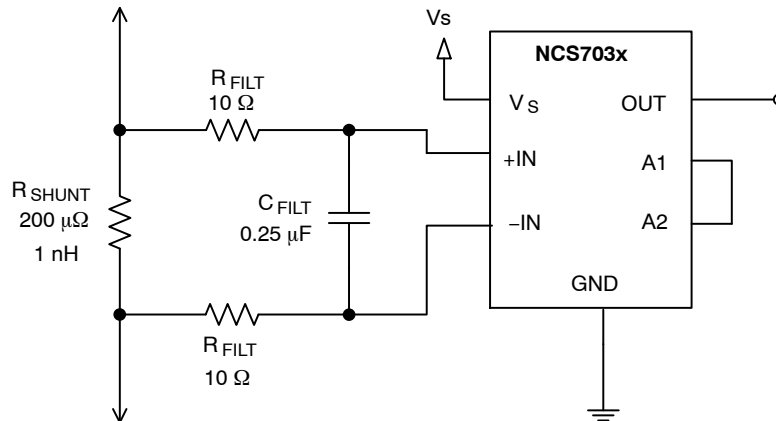 Vs
NCS703x
R FILT
10 Ω
V S
OUT
+IN
A1
R SHUNT
200 µΩ
1 nH
C FILT
0.25 µF
–IN
A2
GND
R FILT
10 Ω